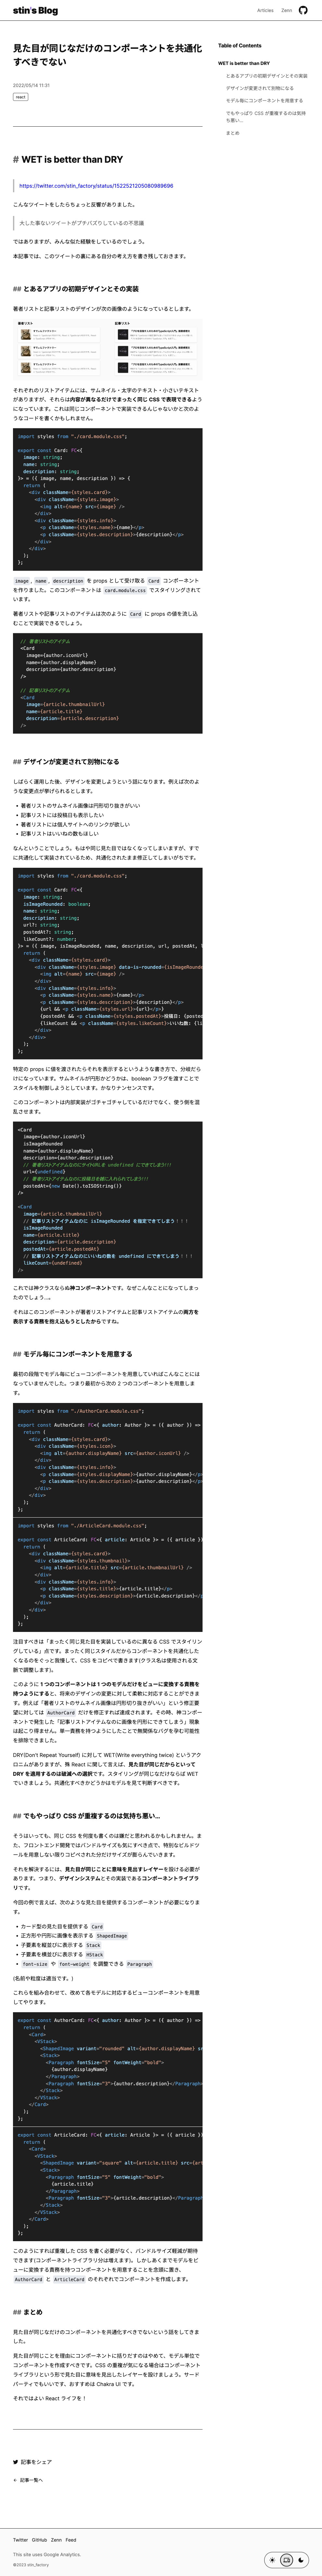 stin's Blog
Articles
Zenn
見た目が同じなだけのコンポーネントを共通化
すべきでない
2022/05/14 11:31
react
Table of Contents
WET is better than DRY
とあるアプリの初期デザインとその実装
デザインが変更されて別物になる
モデル毎にコンポーネントを用意する
でもやっぱり CSS が重複するのは気持
ち悪い...
まとめ
# WET is better than DRY
https://twitter.com/stin_factory/status/1522521205080989696
こんなツイートをしたらちょっと反響がありました。
大した事ないツイートがプチバズりしているの不思議
ではありますが、みんな似た経験をしているのでしょう。
本記事では、このツイートの裏にある自分の考え方を書き残しておきます。
## とあるアプリの初期デザインとその実装
著者リストと記事リストのデザインが次の画像のようになっているとします。
著者リスト
記事リスト
それぞれのリストアイテムには、サムネイル・太字のテキスト・小さいテキスト
がありますが、それらは内容が異なるだけでまったく同じ CSS で表現できるよう
になっています。これは同じコンポーネントで実装できるんじゃないかと次のよ
うなコードを書くかもしれません。
import styles from "./card.module.css";
export const Card: FC<{
image: string;
name: string;
description: string;
}> = ({ image, name, description }) => {
return (
<div className={styles.card}>
<div className={styles.image}>
<img alt={name} src={image} />
</div>
<div className={styles.info}>
<p className={styles.name}>{name}</p>
<p className={styles.description}>{description}</p>
</div>
</div>
);
};
image , name , description を props として受け取る Card コンポーネント
を作りました。このコンポーネントは card.module.css でスタイリングされて
います。
著者リストや記事リストのアイテムは次のように Card に props の値を流し込
むことで実装できるでしょう。
// 著者リストのアイテム
<Card
image={author.iconUrl}
name={author.displayName}
description={author.description}
/>
// 記事リストのアイテム
<Card
image={article.thumbnailUrl}
name={article.title}
description={article.description}
/>
## デザインが変更されて別物になる
しばらく運用した後、デザインを変更しようという話になります。例えば次のよ
うな変更点が挙げられるとします。
• 著者リストのサムネイル画像は円形切り抜きがいい
• 記事リストには投稿日も表示したい
• 著者リストには個人サイトへのリンクが欲しい
• 記事リストはいいねの数もほしい
なんということでしょう。もはや同じ見た目ではなくなってしまいますが、すで
に共通化して実装されているため、共通化されたまま修正してしまいがちです。
import styles from "./card.module.css";
export const Card: FC<{
image: string;
isImageRounded: boolean;
name: string;
description: string;
url?: string;
postedAt?: string;
likeCount?: number;
}> = ({ image, isImageRounded, name, description, url, postedAt, l
return (
<div className={styles.card}>
<div className={styles.image} data-is-rounded={isImageRounde
<img alt={name} src={image} />
</div>
<div className={styles.info}>
<p className={styles.name}>{name}</p>
<p className={styles.description}>{description}</p>
{url && <p className={styles.url}>{url}</p>}
{postedAt && <p className={styles.postedAt}>投稿日: {posted
{likeCount && <p className={styles.likeCount}>いいね数: {li
</div>
</div>
);
};
特定の props に値を渡されたらそれを表示するというような書き方で、分岐だら
けになっています。サムネイルが円形かどうかは、boolean フラグを渡すことで
スタイルを制御しようとしています。かなりナンセンスです。
このコンポーネントは内部実装がゴチャゴチャしているだけでなく、使う側を混
乱させます。
<Card
image={author.iconUrl}
isImageRounded
name={author.displayName}
description={author.description}
// 著者リストアイテムなのにサイトURLを undefined にできてしまう!!!
url={undefined}
// 著者リストアイテムなのに投稿日を勝手に入れられてしまう!!!
postedAt={new Date().toISOString()}
/>
<Card
image={article.thumbnailUrl}
// 記事リストアイテムなのに isImageRounded を指定できてしまう！！！
isImageRounded
name={article.title}
description={article.description}
postedAt={article.postedAt}
// 記事リストアイテムなのにいいねの数を undefined にできてしまう！！！
likeCount={undefined}
/>
これでは神クラスならぬ神コンポーネントです。なぜこんなことになってしまっ
たのでしょう...。
それはこのコンポーネントが著者リストアイテムと記事リストアイテムの両方を
表示する責務を抱え込もうとしたからですね。
## モデル毎にコンポーネントを用意する
最初の段階でモデル毎にビューコンポーネントを用意していればこんなことには
なっていませんでした。つまり最初から次の 2 つのコンポーネントを用意しま
す。
import styles from "./AuthorCard.module.css";
export const AuthorCard: FC<{ author: Author }> = ({ author }) =>
return (
<div className={styles.card}>
<div className={styles.icon}>
<img alt={author.displayName} src={author.iconUrl} />
</div>
<div className={styles.info}>
<p className={styles.displayName}>{author.displayName}</p>
<p className={styles.description}>{author.description}</p>
</div>
</div>
);
};
import styles from "./ArticleCard.module.css";
export const ArticleCard: FC<{ article: Article }> = ({ article })
return (
<div className={styles.card}>
<div className={styles.thumbnail}>
<img alt={article.title} src={article.thumbnailUrl} />
</div>
<div className={styles.info}>
<p className={styles.title}>{article.title}</p>
<p className={styles.description}>{article.description}</p
</div>
</div>
);
};
注目すべきは「まったく同じ見た目を実装しているのに異なる CSS でスタイリン
グしている」点です。まったく同じスタイルだからコンポーネントを共通化した
くなるのをぐっと我慢して、CSS をコピペで書きます(クラス名は使用される文
脈で調整しますよ)。
このように 1 つのコンポーネントは 1 つのモデルだけをビューに変換する責務を
持つようにすると、将来のデザインの変更に対して柔軟に対応することができま
す。例えば「著者リストのサムネイル画像は円形切り抜きがいい」という修正要
望に対しては AuthorCard だけを修正すれば達成されます。その時、神コンポー
ネントで発生した「記事リストアイテムなのに画像を円形にできてしまう」現象
は起こり得ません。単一責務を持つようにしたことで無関係なバグを孕む可能性
を排除できました。
DRY(Don't Repeat Yourself) に対して WET(Write everything twice) というアク
ロニムがありますが、殊 React に関して言えば、見た目が同じだからといって
DRY を適用するのは破滅への選択です。スタイリングが同じだけならば WET
でいきましょう。共通化すべきかどうかはモデルを見て判断すべきです。
## でもやっぱり CSS が重複するのは気持ち悪い...
そうはいっても、同じ CSS を何度も書くのは嫌だと思われるかもしれません。ま
た、フロントエンド開発ではバンドルサイズも気にすべき点で、特別なビルドツ
ールを用意しない限りコピペした分だけサイズが膨らんでいきます。
それを解決するには、見た目が同じことに意味を見出すレイヤーを設ける必要が
あります。つまり、デザインシステムとその実装であるコンポーネントライブラ
リです。
今回の例で言えば、次のような見た目を提供するコンポーネントが必要になりま
す。
• カード型の見た目を提供する Card
• 正方形や円形に画像を表示する ShapedImage
• 子要素を縦並びに表示する Stack
• 子要素を横並びに表示する HStack
• font-size や font-weight を調整できる Paragraph
(名前や粒度は適当です。)
これらを組み合わせて、改めて各モデルに対応するビューコンポーネントを用意
してやります。
export const AuthorCard: FC<{ author: Author }> = ({ author }) =>
return (
<Card>
<VStack>
<ShapedImage variant="rounded" alt={author.displayName} sr
<Stack>
<Paragraph fontSize="5" fontWeight="bold">
{author.displayName}
</Paragraph>
<Paragraph fontSize="3">{author.description}</Paragraph>
</Stack>
</VStack>
</Card>
);
};
export const ArticleCard: FC<{ article: Article }> = ({ article })
return (
<Card>
<VStack>
<ShapedImage variant="square" alt={article.title} src={art
<Stack>
<Paragraph fontSize="5" fontWeight="bold">
{article.title}
</Paragraph>
<Paragraph fontSize="3">{article.description}</Paragraph
</Stack>
</VStack>
</Card>
);
};
このようにすれば重複した CSS を書く必要がなく、バンドルサイズ軽減が期待
できます(コンポーネントライブラリ分は増えます)。しかしあくまでモデルをビ
ューに変換する責務を持つコンポーネントを用意することを念頭に置き、
AuthorCard と ArticleCard のそれぞれでコンポーネントを作成します。
## まとめ
見た目が同じなだけのコンポーネントを共通化すべきでないという話をしてきま
した。
見た目が同じことを理由にコンポーネントに括りだすのはやめて、モデル単位で
コンポーネントを作成すべきです。CSS の重複が気になる場合はコンポーネント
ライブラリという形で見た目に意味を見出したレイヤーを設けましょう。サード
パーティでもいいです、おすすめは Chakra UI です。
それではよい React ライフを！
記事をシェア
← 記事一覧へ
Twitter GitHub Zenn Feed
This site uses Google Analytics.
©2023 stin_factory